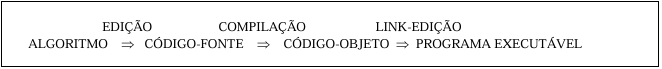 EDIÇÃO COMPILAÇÃO LINK-EDIÇÃO
ALGORITMO ⇒ CÓDIGO-FONTE ⇒ CÓDIGO-OBJETO ⇒ PROGRAMA EXECUTÁVEL